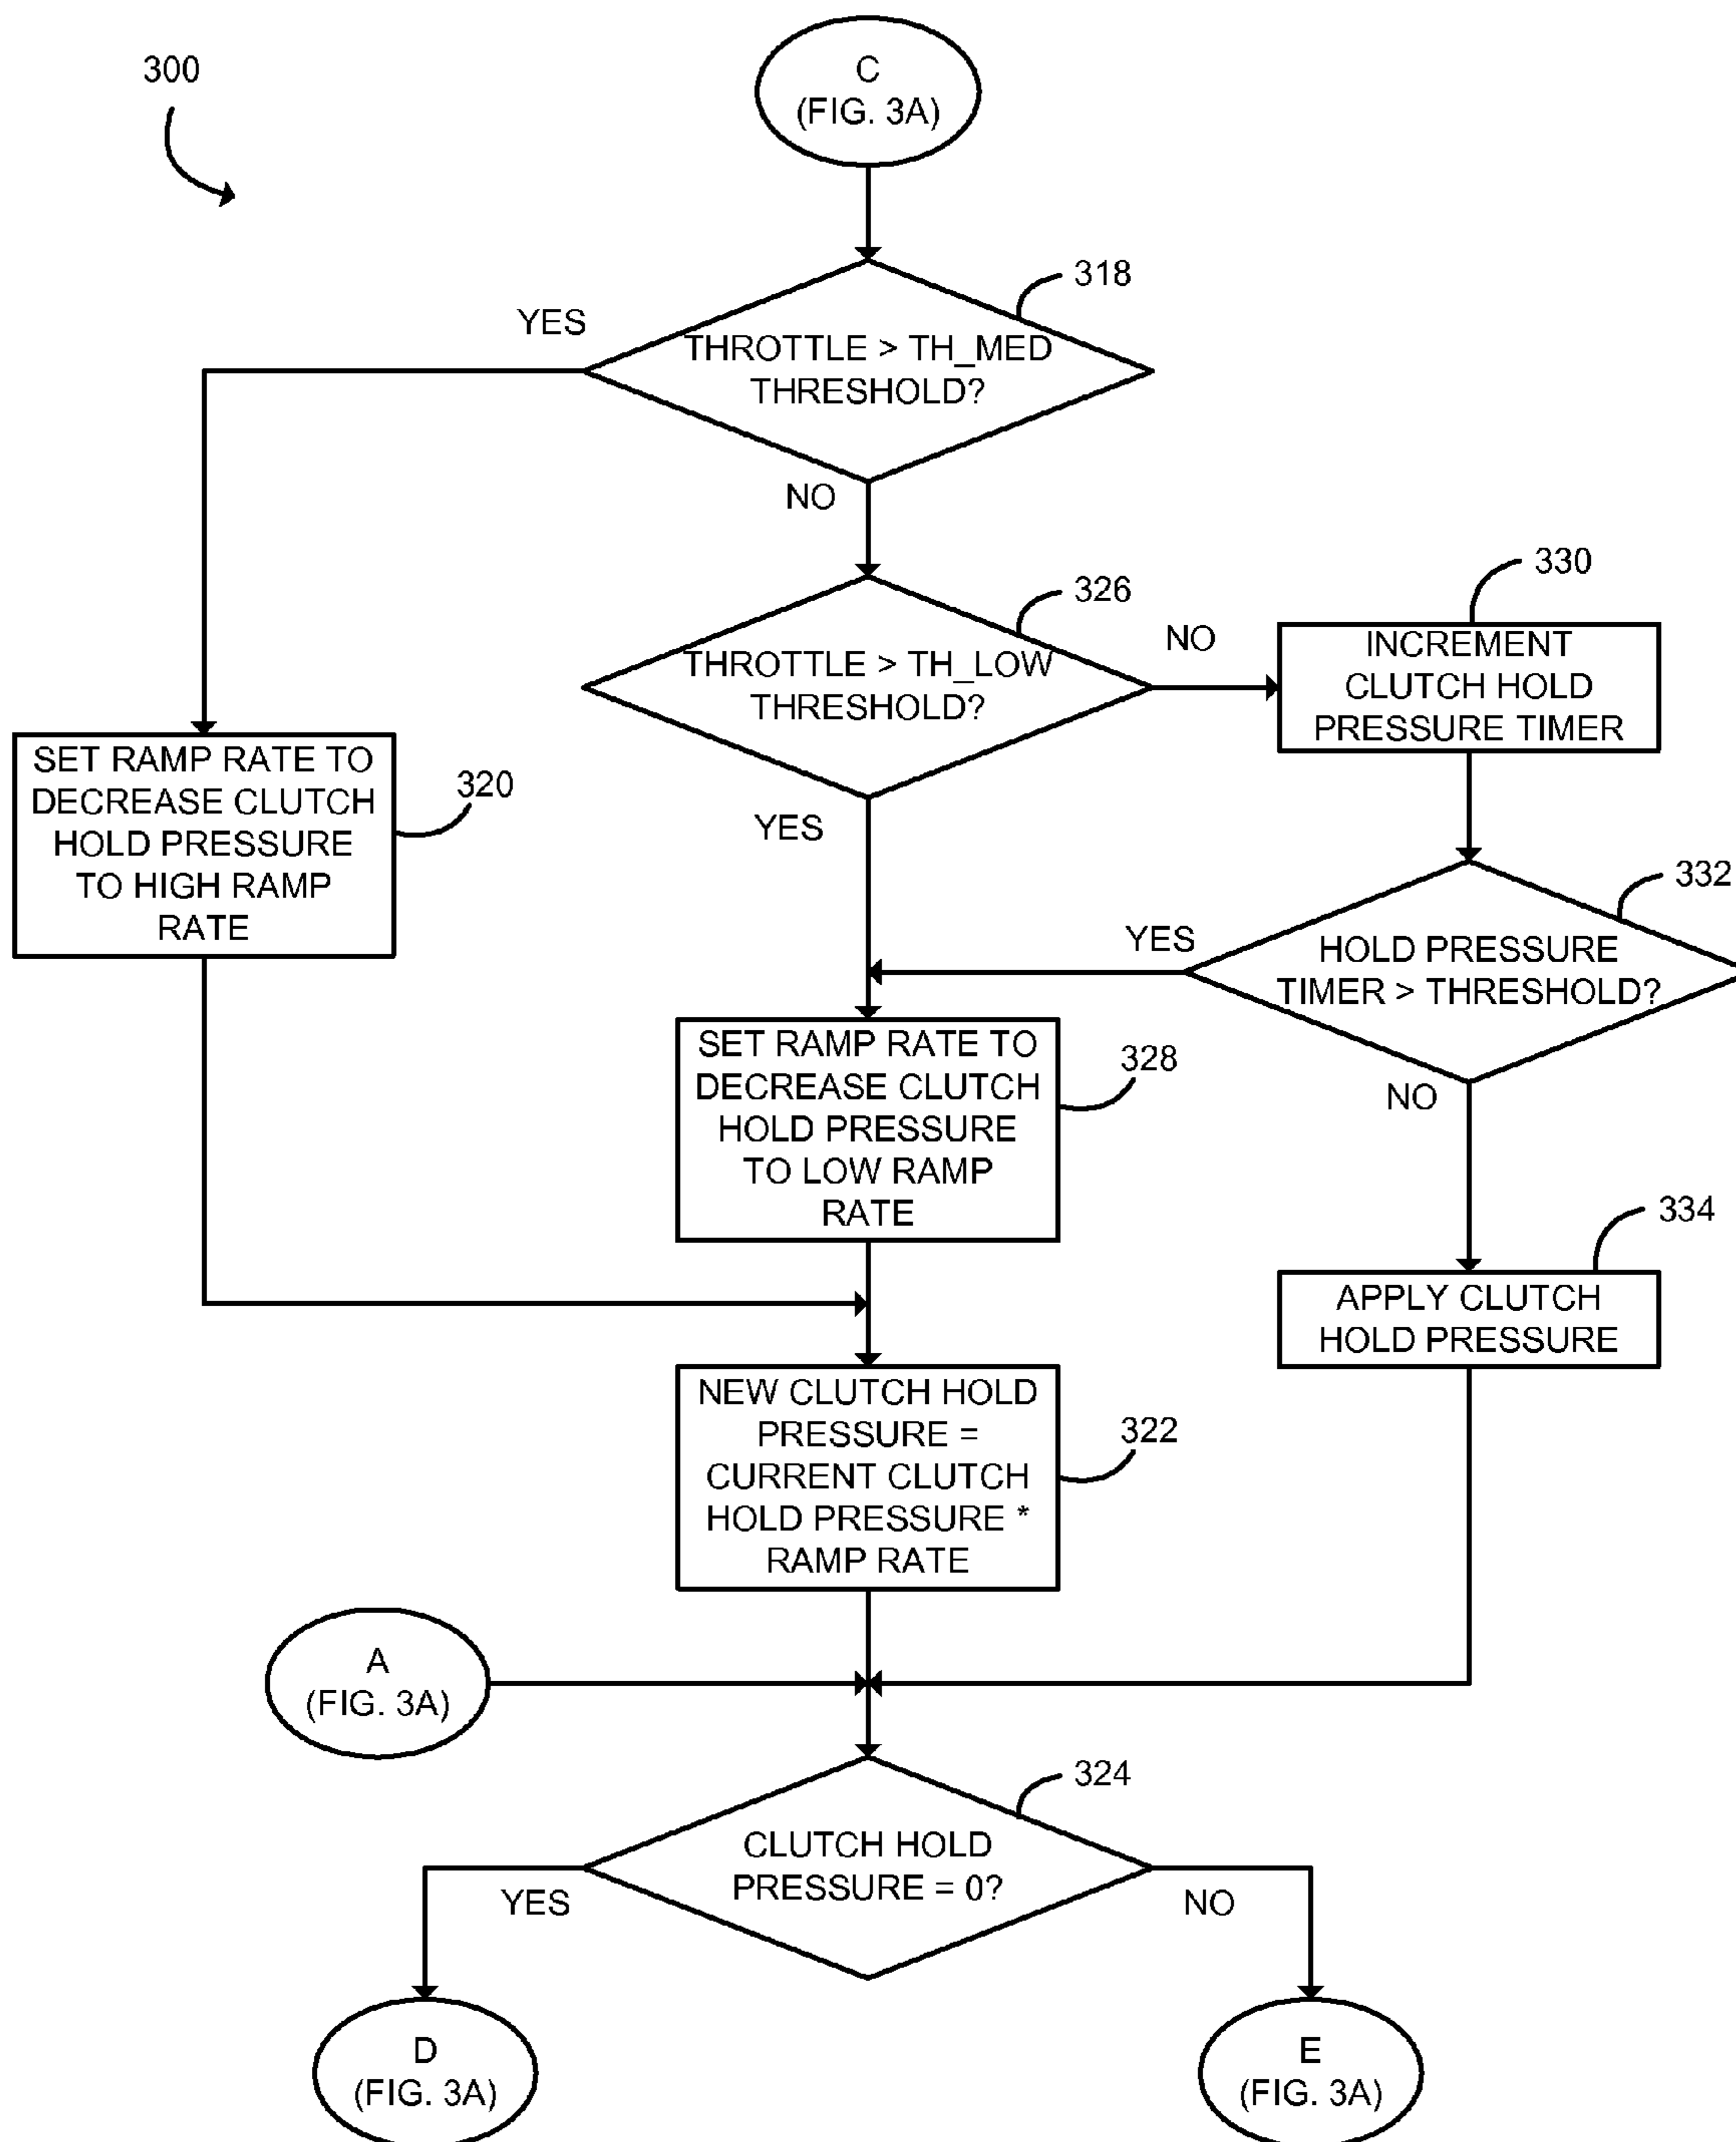 300
C
(FIG. 3A)
318
YES
THROTTLE > TH_MED
THRESHOLD?
NO
326
THROTTLE > TH_LOW
THRESHOLD?
NO
330
INCREMENT
CLUTCH HOLD
PRESSURE TIMER
YES
SET RAMP RATE TO
DECREASE CLUTCH
HOLD PRESSURE
TO HIGH RAMP
RATE
320
332
HOLD PRESSURE
TIMER > THRESHOLD?
YES
NO
SET RAMP RATE TO
DECREASE CLUTCH
HOLD PRESSURE
TO LOW RAMP
RATE
328
334
APPLY CLUTCH
HOLD PRESSURE
NEW CLUTCH HOLD
PRESSURE =
CURRENT CLUTCH
HOLD PRESSURE *
RAMP RATE
322
A
(FIG. 3A)
324
CLUTCH HOLD
PRESSURE = 0?
YES
NO
D
(FIG. 3A)
E
(FIG. 3A)